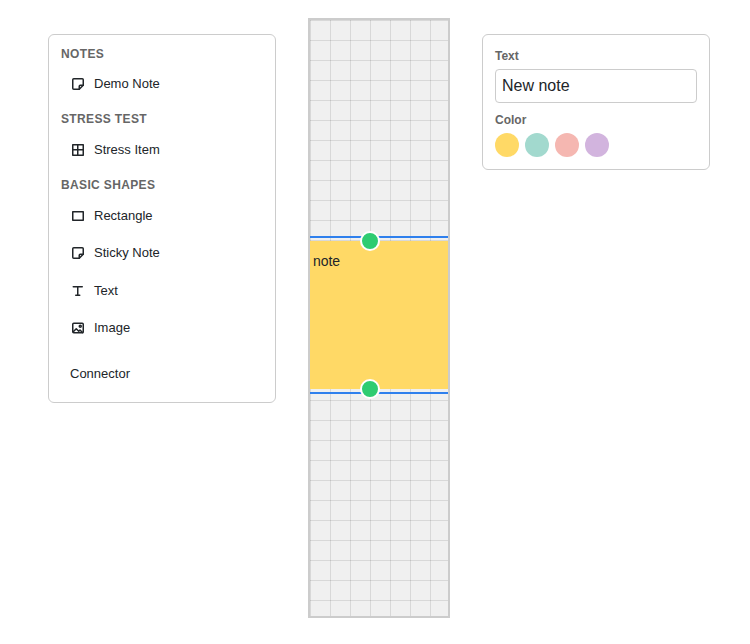 NOTES
Demo Note
STRESS TEST
Stress Item
BASIC SHAPES
Rectangle
Sticky Note
Text
Image
Connector
note
Text
New note
Color